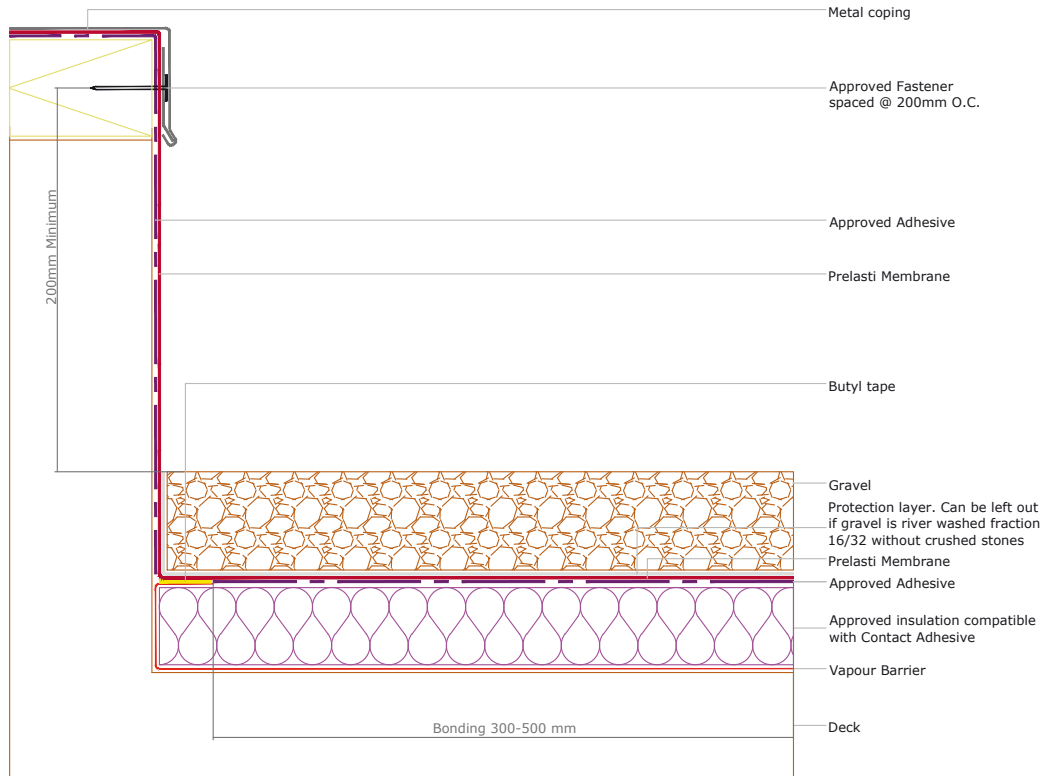 Metal coping
Approved Fastener
spaced @ 200mm O.C.
200mm Minimum
Approved Adhesive
Prelasti Membrane
Butyl tape
Gravel
Protection layer. Can be left out
if gravel is river washed fraction
16/32 without crushed stones
Prelasti Membrane
Approved Adhesive
Approved insulation compatible
with Contact Adhesive
Vapour Barrier
Bonding 300-500 mm
Deck